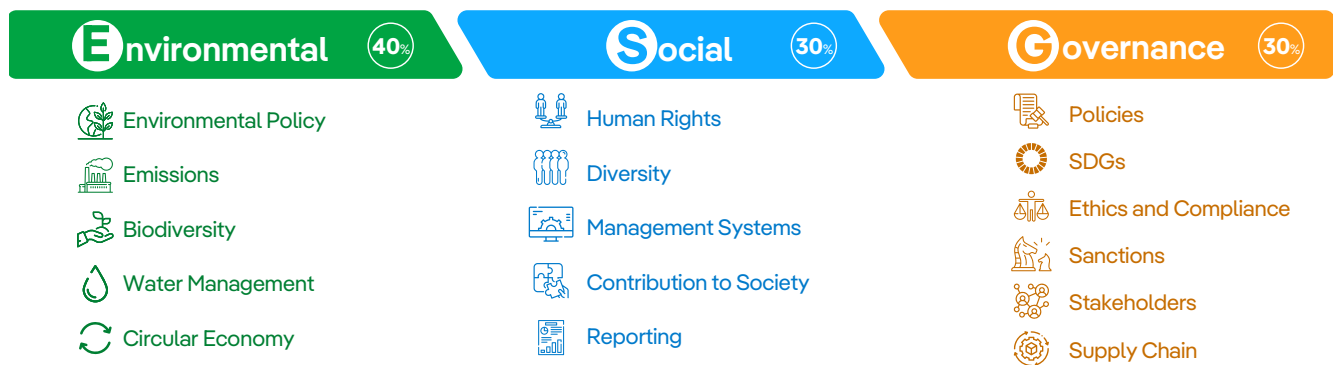 Environmental 40%
Environmental Policy
Emissions
Biodiversity
Water Management
Circular Economy
Social 30%
Human Rights
Diversity
Management Systems
Contribution to Society
Reporting
Governance 30%
Policies
SDGs
Ethics and Compliance
Sanctions
Stakeholders
Supply Chain